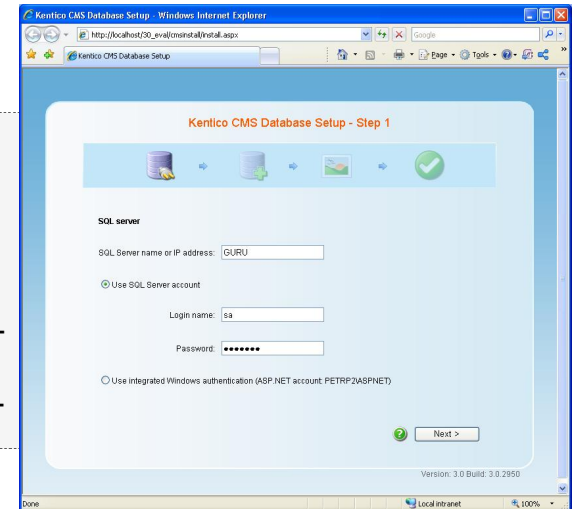 Kentico CMS Database Setup - Windows Internet Explorer
http://localhost/30_eval/cmsinstall/install.aspx
Google
Kentico CMS Database Setup
Page
Tools
Kentico CMS Database Setup - Step 1
SQL server
SQL Server name or IP address: GURU
Use SQL Server account
Login name: sa
Password: •••••••
Use integrated Windows authentication (ASP.NET account: PETRP2\ASPNET)
Next >
Version: 3.0 Build: 3.0.2950
Done
Local intranet
100%